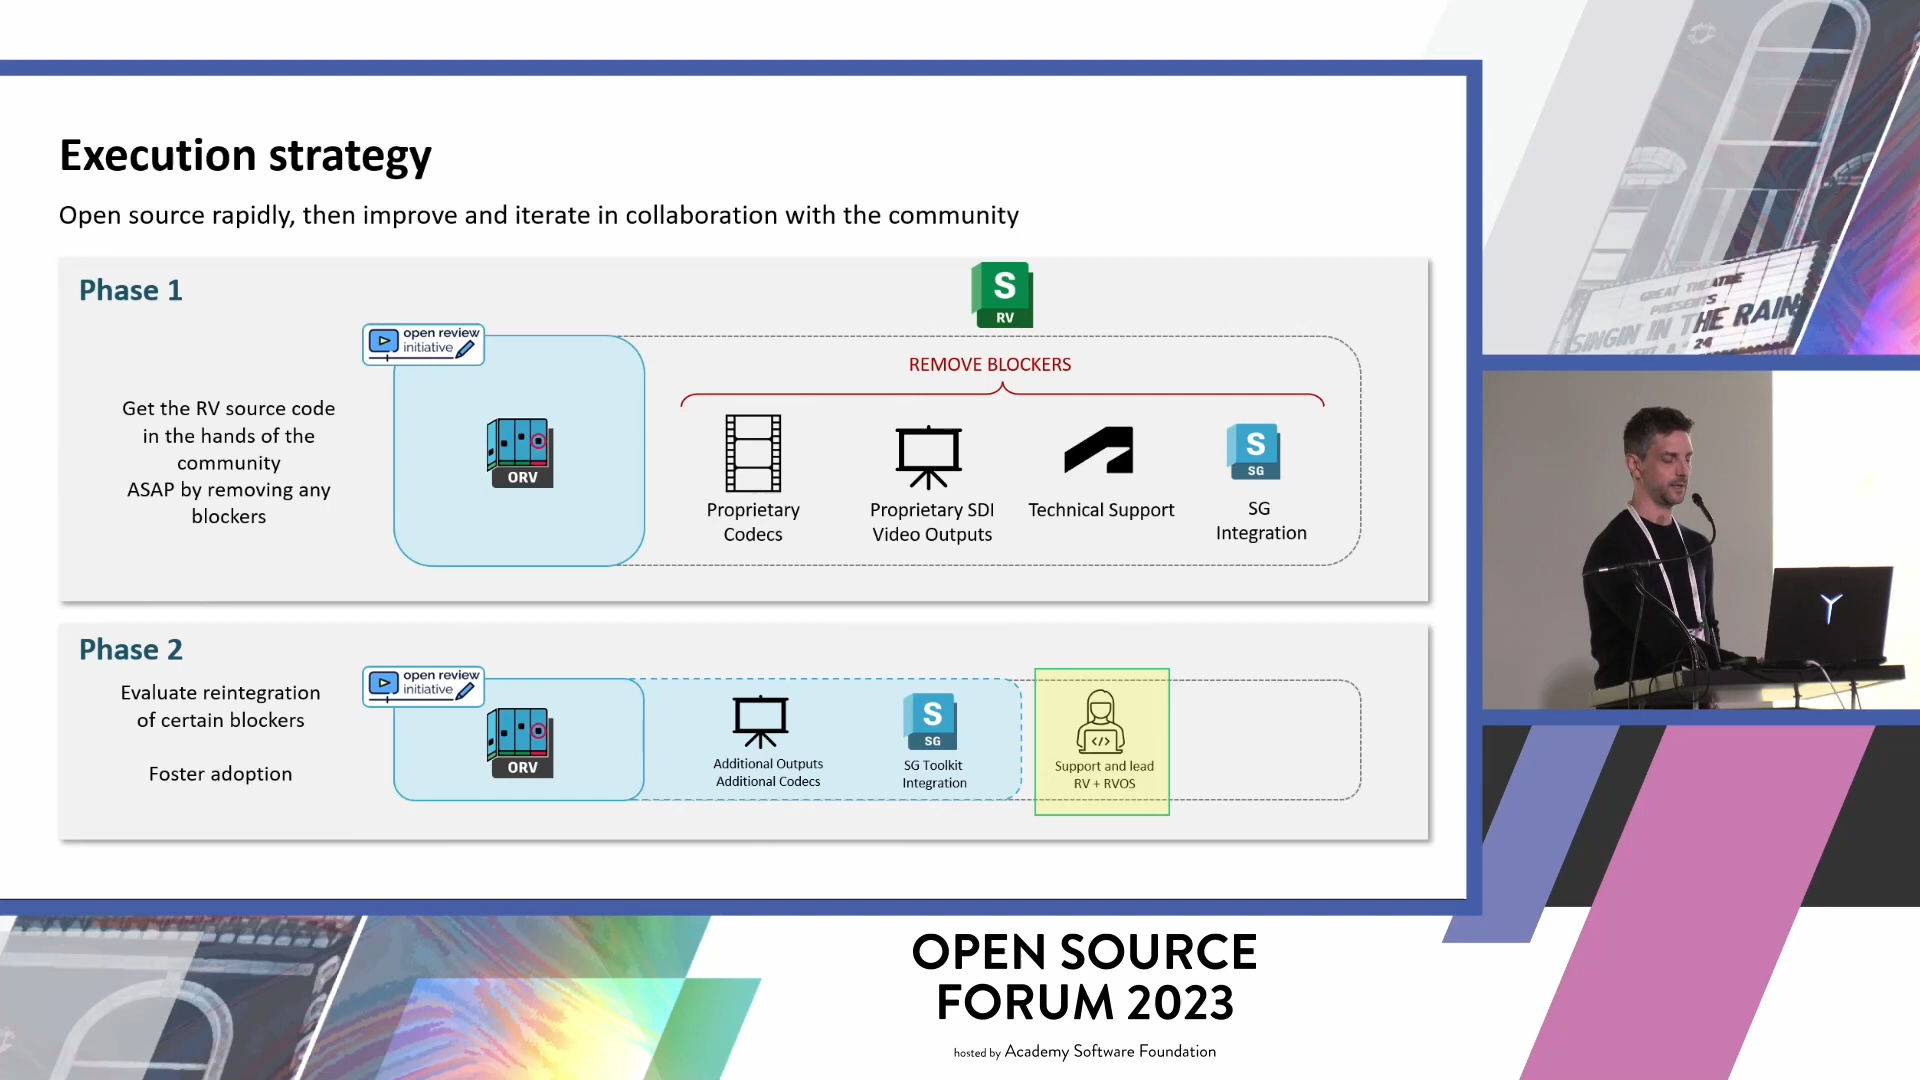 Execution strategy
Open source rapidly, then improve and iterate in collaboration with the community
Phase 1
S
RV
open review
initiative
REMOVE BLOCKERS
Get the RV source code
in the hands of the
community
ASAP by removing any
blockers
ORV
Proprietary
Codecs
Proprietary SDI
Video Outputs
Technical Support
S
SG
SG
Integration
Phase 2
open review
initiative
Evaluate reintegration
of certain blockers
Foster adoption
ORV
Additional Outputs
Additional Codecs
S
SG
SG Toolkit
Integration
</>
Support and lead
RV + RVOS
GREAT THEATRE
PRESENTS
SINGIN' IN THE RAIN
OPEN SOURCE
FORUM 2023
hosted by Academy Software Foundation